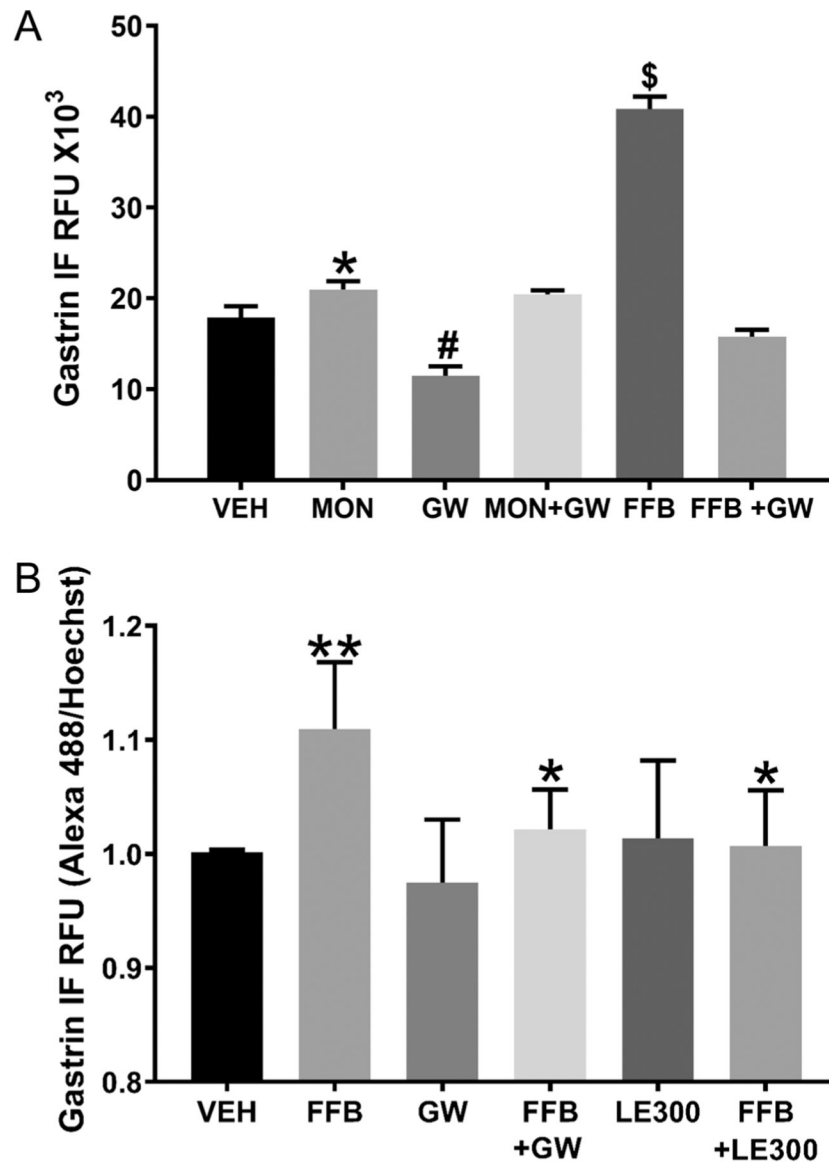 A
Gastrin IF RFU X10³
50
40
30
20
10
0
*
#
$
VEH MON GW MON+GW FFB FFB +GW
B
Gastrin IF RFU (Alexa 488/Hoechst)
1.2
1.1
1.0
0.9
0.8
**
*
*
VEH FFB GW FFB LE300 FFB
+GW +LE300